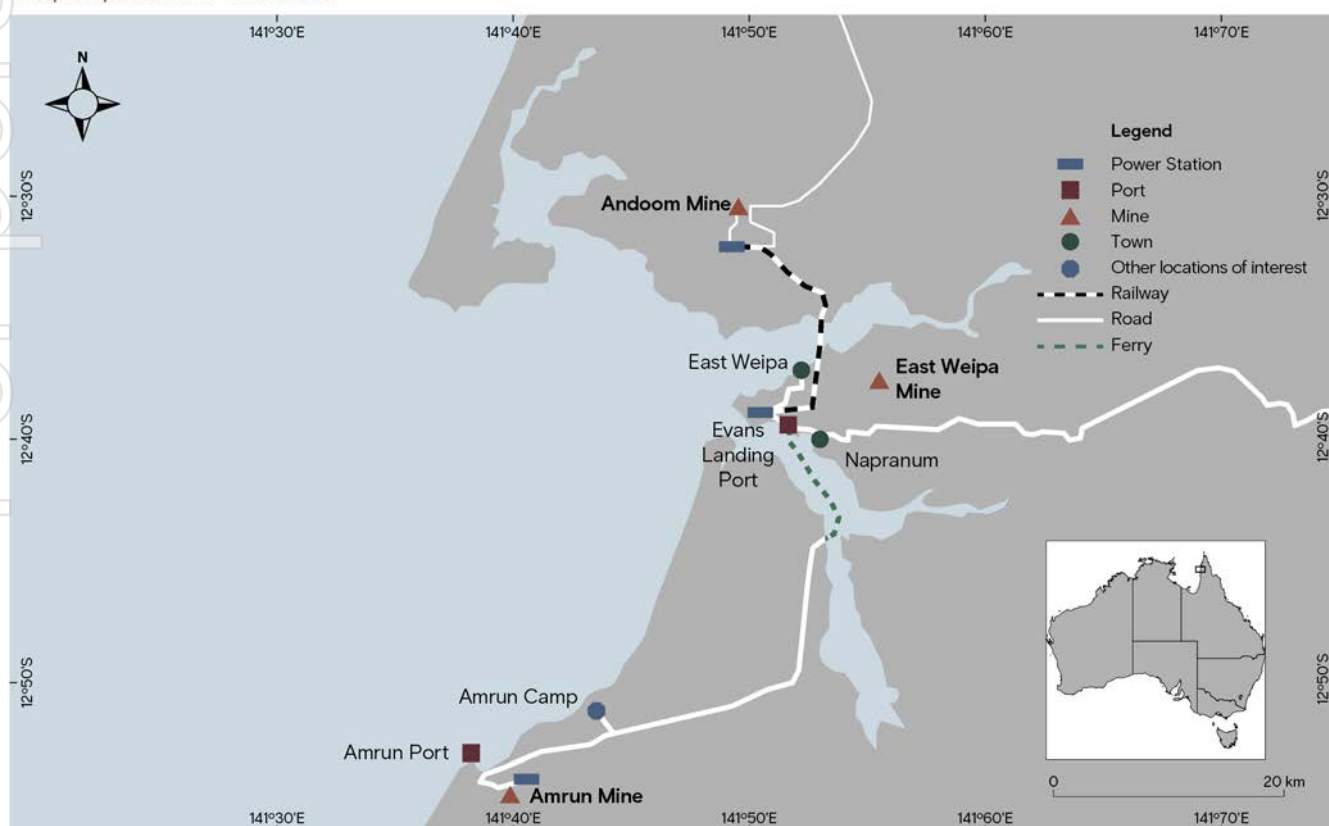 141°30'E
141°40'E
141°50'E
141°60'E
141°70'E
N
Legend
Power Station
Port
Mine
Town
Other locations of interest
Railway
Road
Ferry
12°30'S
12°30'S
Andoom Mine
East Weipa
East Weipa
Mine
12°40'S
12°40'S
Evans
Landing
Port
Napranum
12°50'S
12°50'S
Amrun Camp
Amrun Port
Amrun Mine
0
20 km
141°30'E
141°40'E
141°50'E
141°60'E
141°70'E